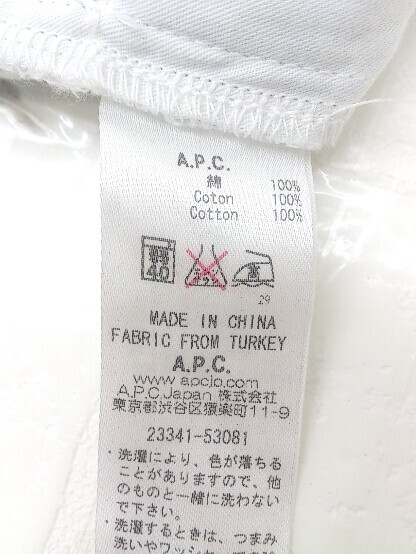 A.P.C.
綿 100%
Coton 100%
Cotton 100%
40
29
MADE IN CHINA
FABRIC FROM TURKEY
A.P.C.
www.apcjp.com
A.P.C.Japan 株式会社
東京都渋谷区猿楽町11-9
23341-53081
・洗濯により、色が落ちる
ことがありますので、他
のものと一緒に洗わない
で下さい。
・洗濯するときは、つまみ
洗いや